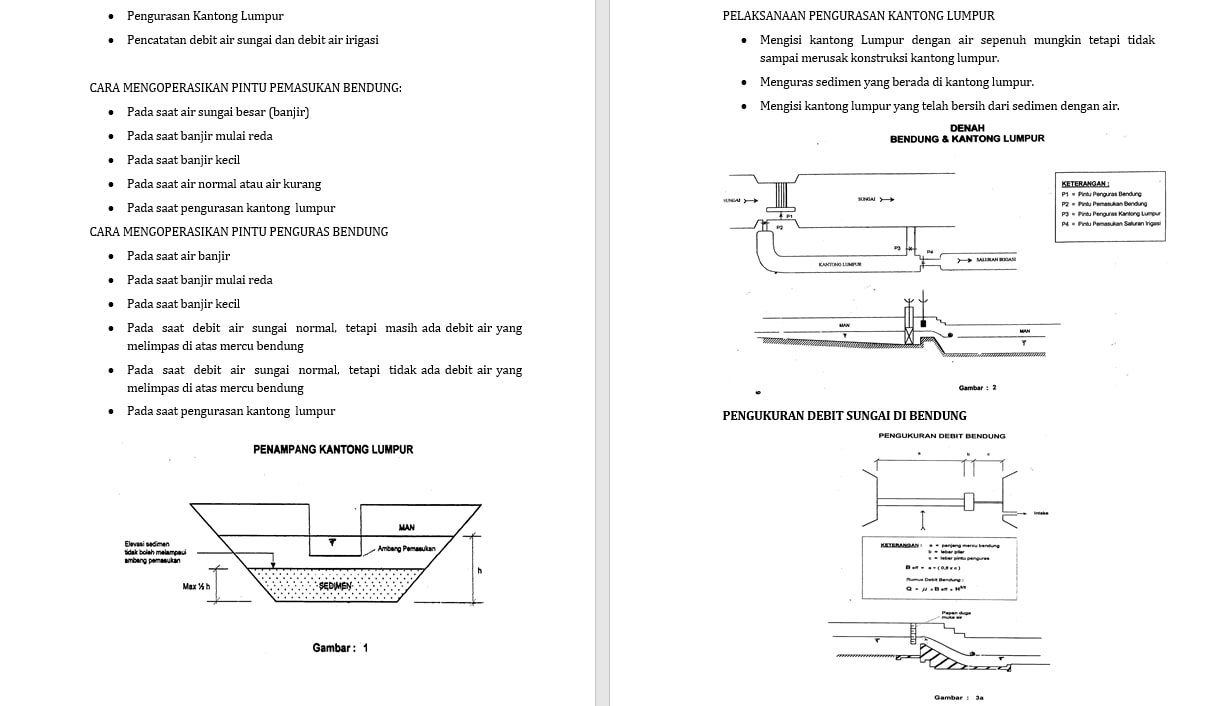 • Pengurasan Kantong Lumpur
• Pencatatan debit air sungai dan debit air irigasi
CARA MENGOPERASIKAN PINTU PEMASUKAN BENDUNG:
• Pada saat air sungai besar (banjir)
• Pada saat banjir mulai reda
• Pada saat banjir kecil
• Pada saat air normal atau air kurang
• Pada saat pengurasan kantong lumpur
CARA MENGOPERASIKAN PINTU PENGURAS BENDUNG
• Pada saat air banjir
• Pada saat banjir mulai reda
• Pada saat banjir kecil
• Pada saat debit air sungai normal, tetapi masih ada debit air yang
melimpas di atas mercu bendung
• Pada saat debit air sungai normal, tetapi tidak ada debit air yang
melimpas di atas mercu bendung
• Pada saat pengurasan kantong lumpur
PENAMPANG KANTONG LUMPUR
MAN
Elevasi sedimen
tidak boleh melampaui
ambang pemasukan
Ambang Pemasukan
h
Max ½ h
SEDIMEN
Gambar : 1
PELAKSANAAN PENGURASAN KANTONG LUMPUR
• Mengisi kantong Lumpur dengan air sepenuh mungkin tetapi tidak
sampai merusak konstruksi kantong lumpur.
• Menguras sedimen yang berada di kantong lumpur.
• Mengisi kantong lumpur yang telah bersih dari sedimen dengan air.
DENAH
BENDUNG & KANTONG LUMPUR
KETERANGAN :
P1 = Pintu Penguras Bendung
P2 = Pintu Pemasukan Bendung
P3 = Pintu Penguras Kantong Lumpur
P4 = Pintu Pemasukan Saluran Irigasi
SUNGAI
SUNGAI
P1
P2
P3
P4
KANTONG LUMPUR
SALURAN IRIGASI
MAN
MAN
Gambar : 2
PENGUKURAN DEBIT SUNGAI DI BENDUNG
PENGUKURAN DEBIT BENDUNG
a
b
c
Intake
KETERANGAN : a = panjang mercu bendung
b = lebar pilar
c = lebar pintu penguras
B eff = a + ( 0,8 x c )
Rumus Debit Bendung :
Papan duga
muka air
Gambar : 3a